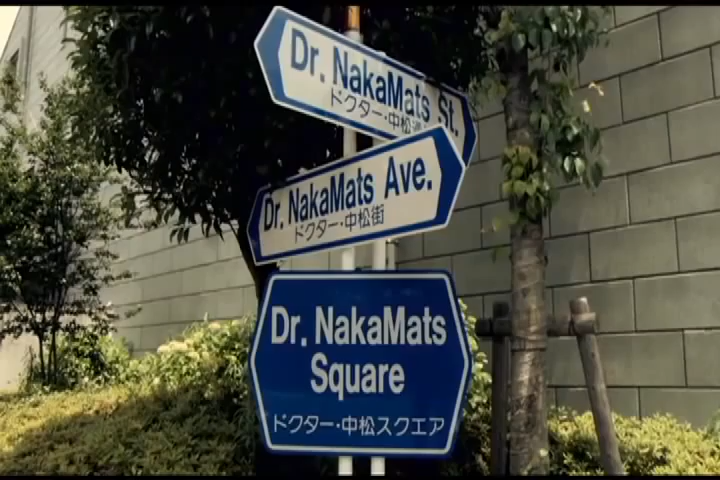 Dr. NakaMats St.
ドクター・中松通
Dr. NakaMats Ave.
ドクター・中松街
Dr. NakaMats
Square
ドクター・中松スクエア